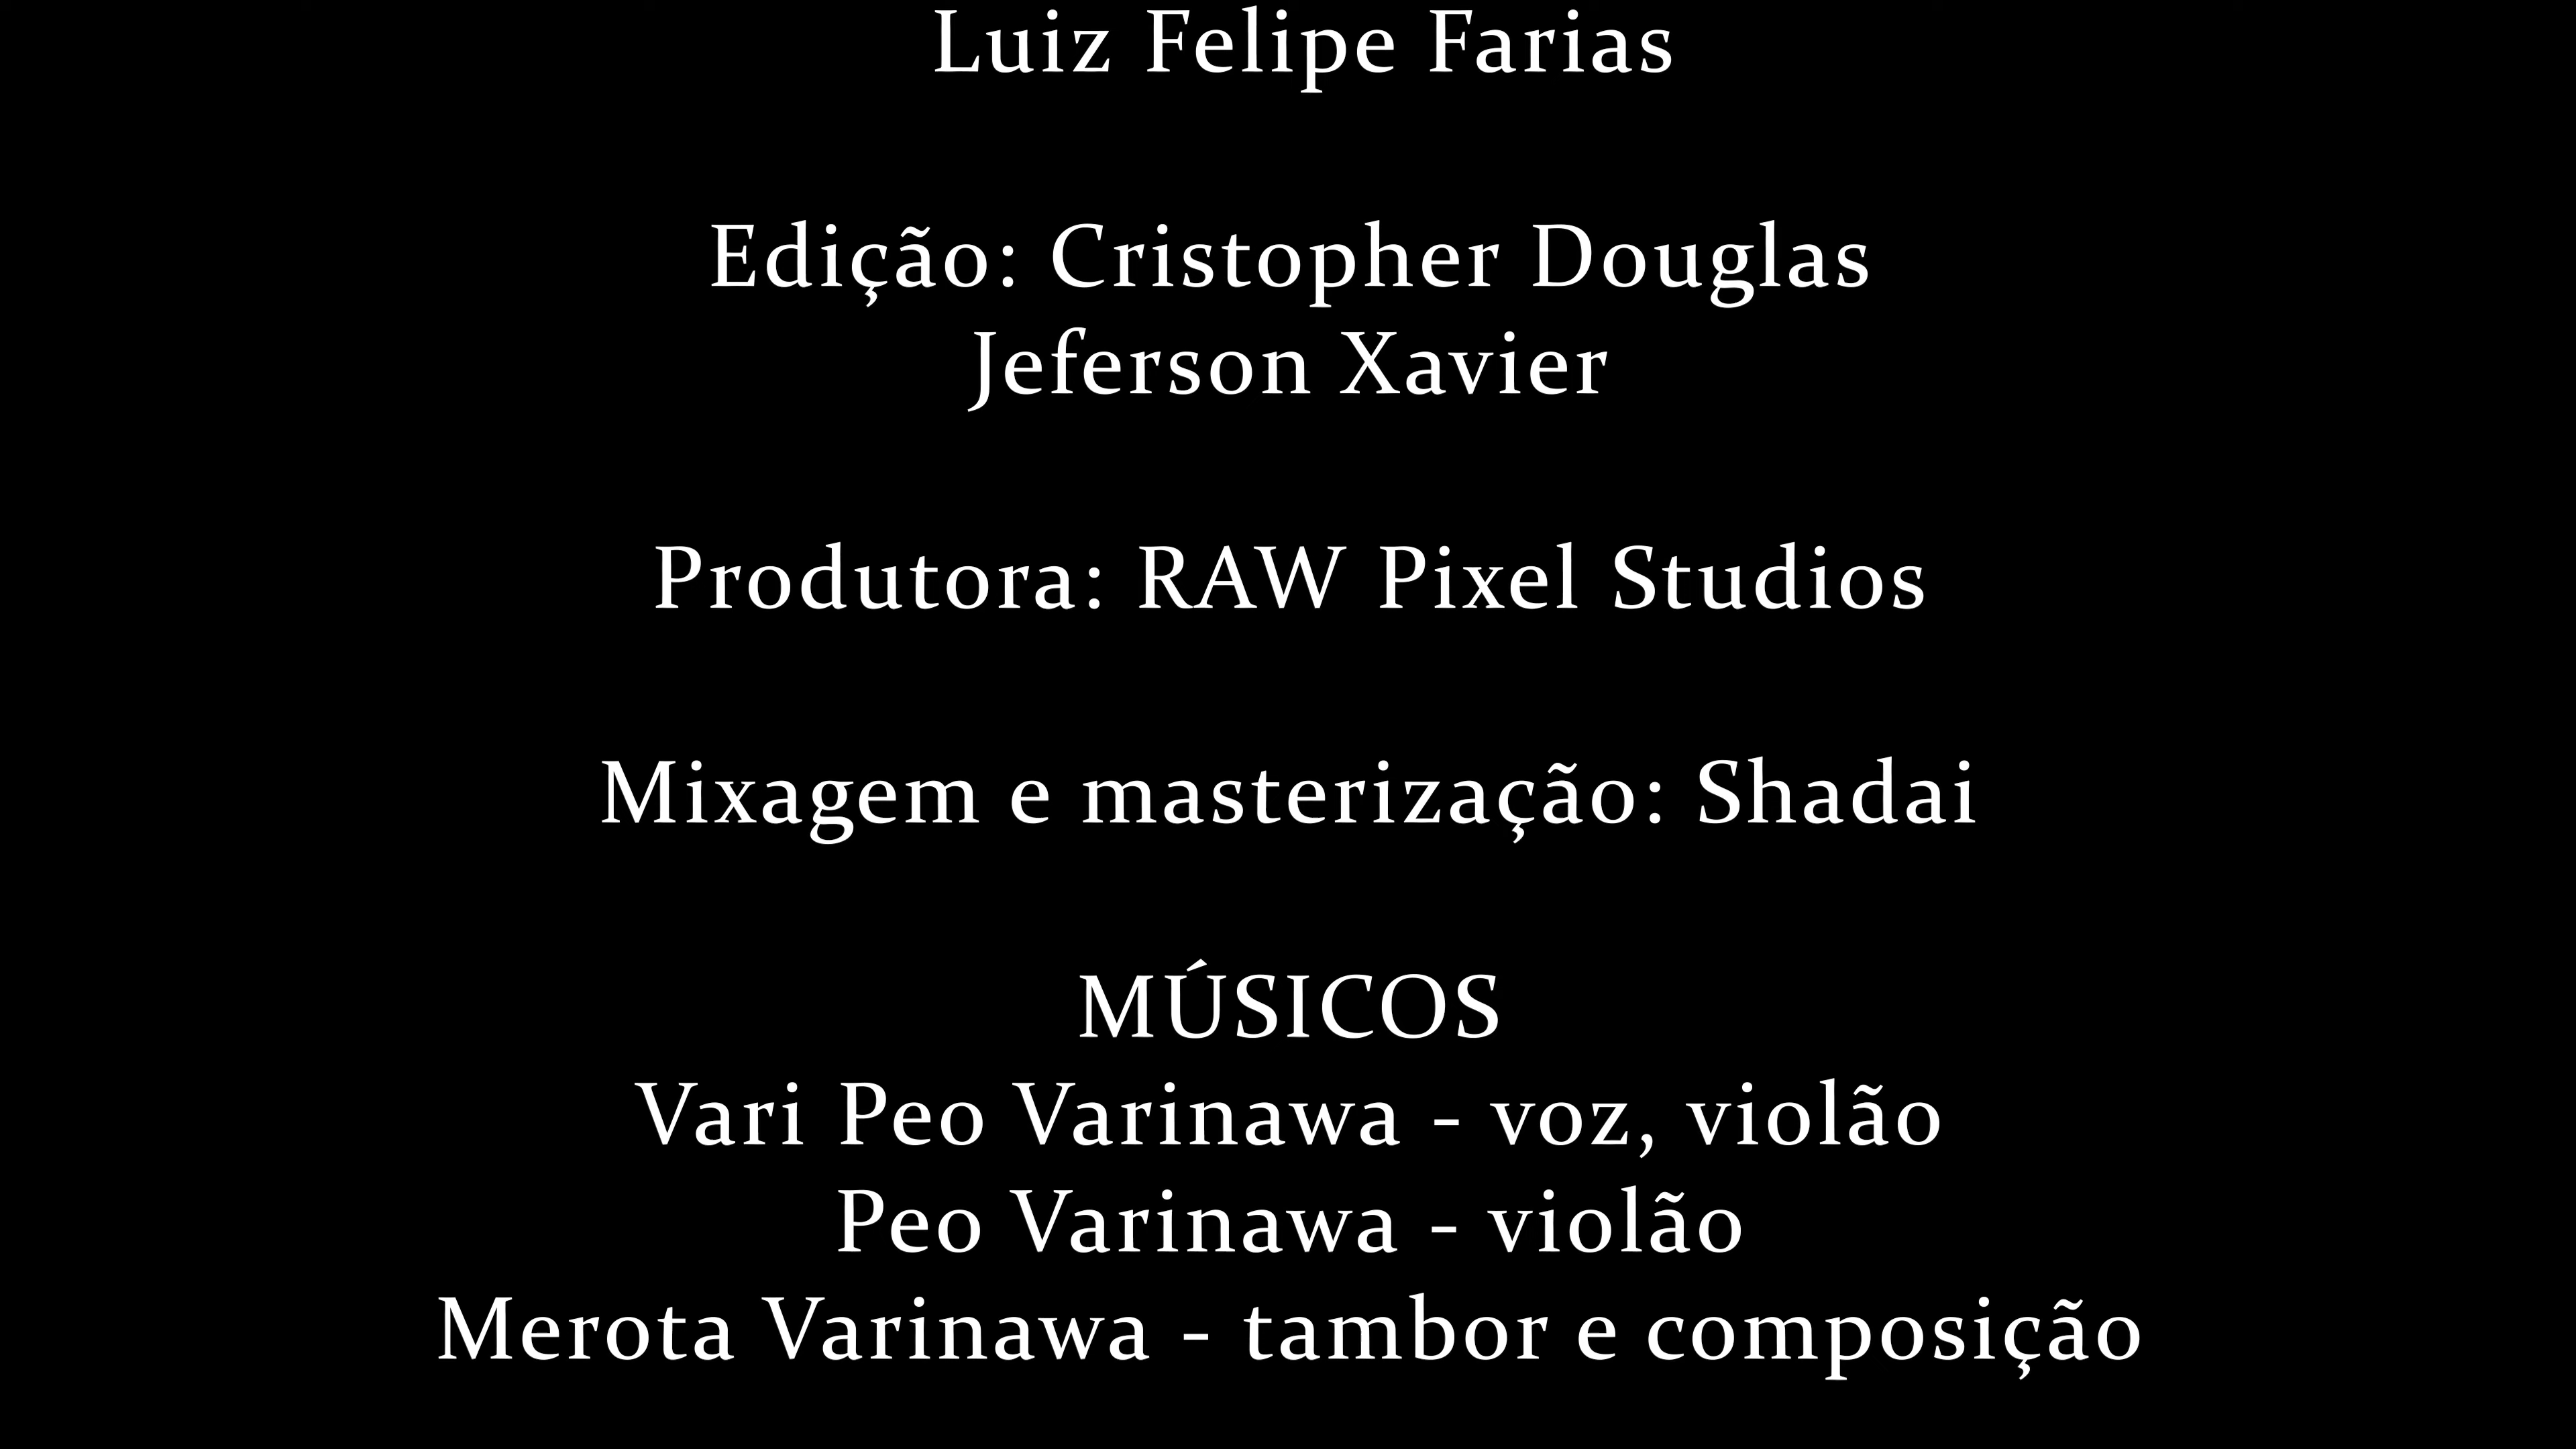 Luiz Felipe Farias
Edição: Cristopher Douglas
Jeferson Xavier
Produtora: RAW Pixel Studios
Mixagem e masterização: Shadai
MÚSICOS
Vari Peo Varinawa - voz, violão
Peo Varinawa - violão
Merota Varinawa - tambor e composição